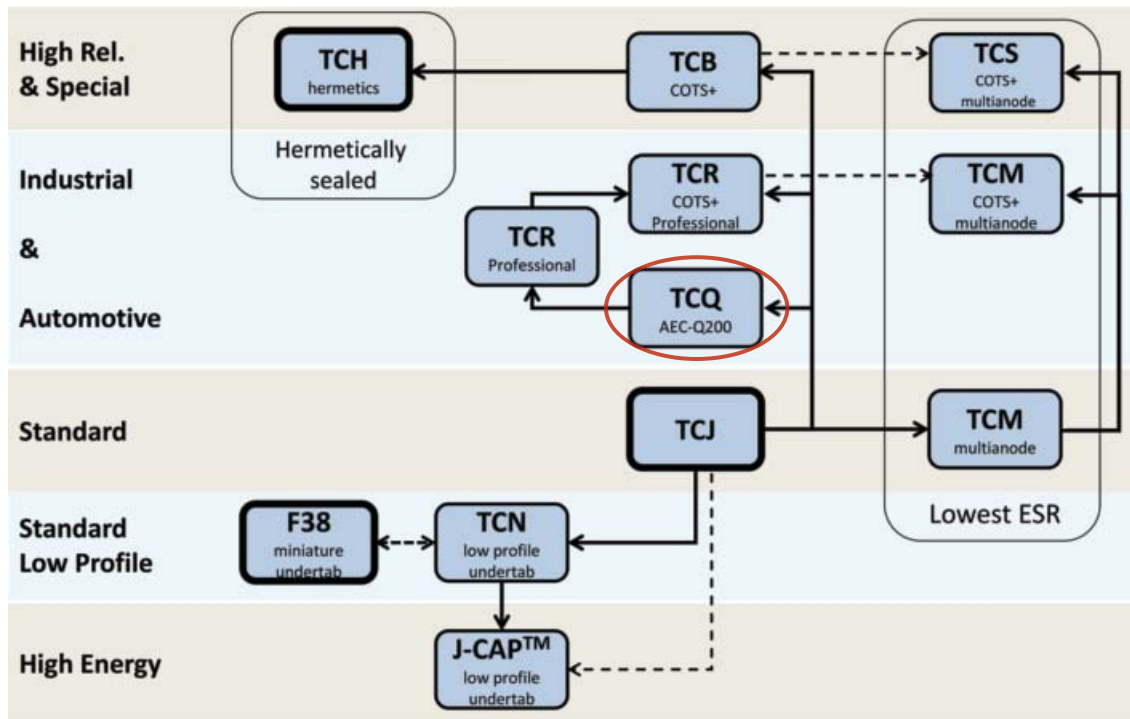 High Rel.
& Special
TCH
hermetics
TCB
COTS+
TCS
COTS+
multianode
Hermetically
sealed
Industrial
&
Automotive
TCR
COTS+
Professional
TCM
COTS+
multianode
TCR
Professional
TCQ
AEC-Q200
Standard
TCJ
TCM
multianode
Lowest ESR
Standard
Low Profile
F38
miniature
undertab
TCN
low profile
undertab
High Energy
J-CAP™
low profile
undertab